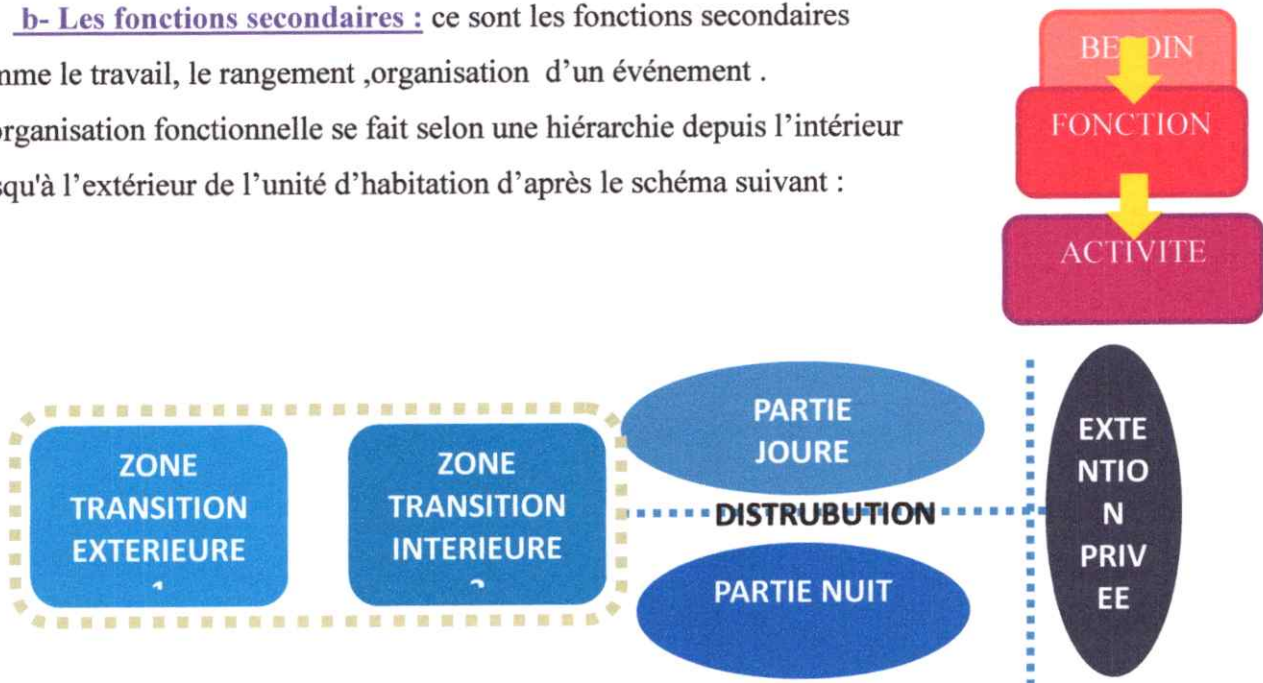 b- Les fonctions secondaires : ce sont les fonctions secondaires
mme le travail, le rangement ,organisation d’un événement .
organisation fonctionnelle se fait selon une hiérarchie depuis l’intérieur
squ'à l’extérieur de l’unité d’habitation d’après le schéma suivant :
FONCTION
ACTIVITE
ZONE
TRANSITION
EXTERIEURE
ZONE
TRANSITION
INTERIEURE
PARTIE
JOURE
DISTRUBUTION
PARTIE NUIT
EXTE
NTIO
N
PRIV
EE